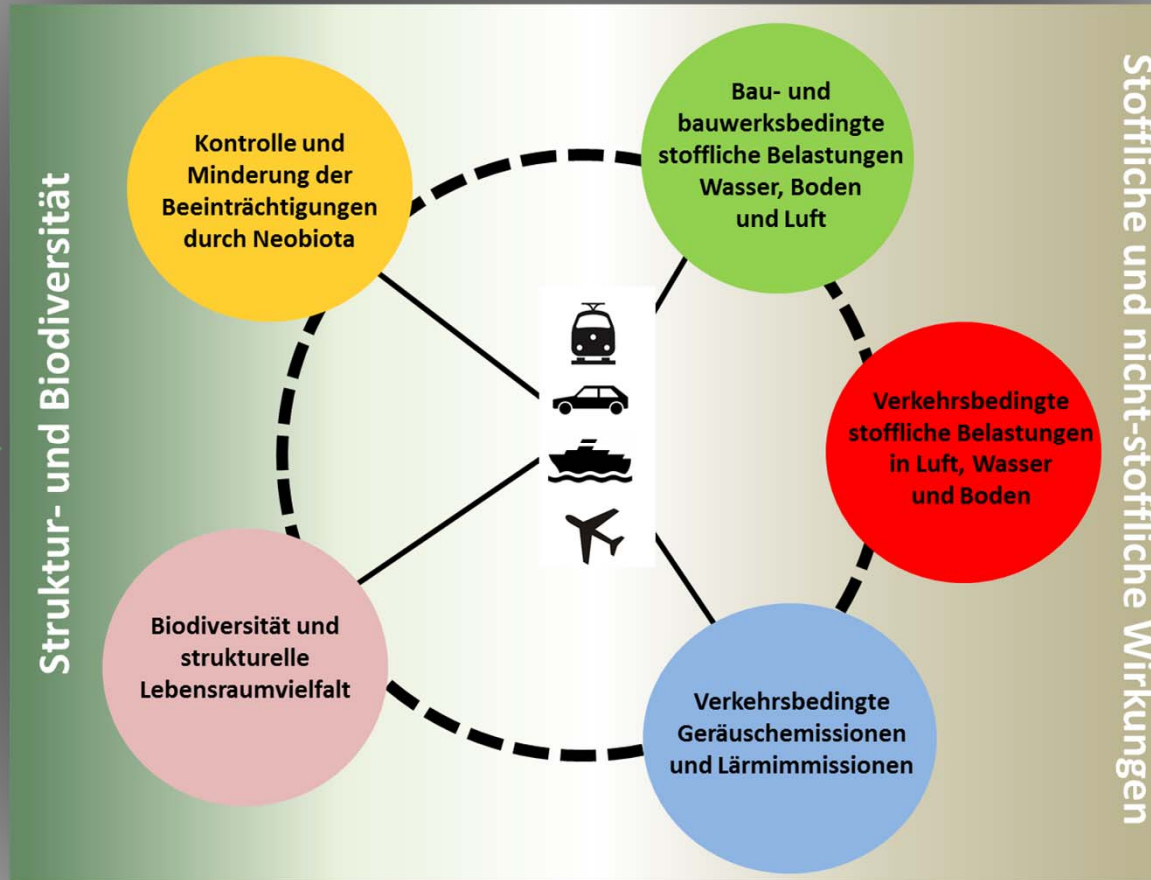 Struktur- und Biodiversität
Kontrolle und
Minderung der
Beeinträchtigungen
durch Neobiota
Bau- und
bauwerksbedingte
stoffliche Belastungen
Wasser, Boden
und Luft
Verkehrsbedingte
stoffliche Belastungen
in Luft, Wasser
und Boden
Biodiversität und
strukturelle
Lebensraumvielfalt
Verkehrsbedingte
Geräuschemissionen
und Lärmimmissionen
Stoffliche und nicht-stoffliche Wirkungen